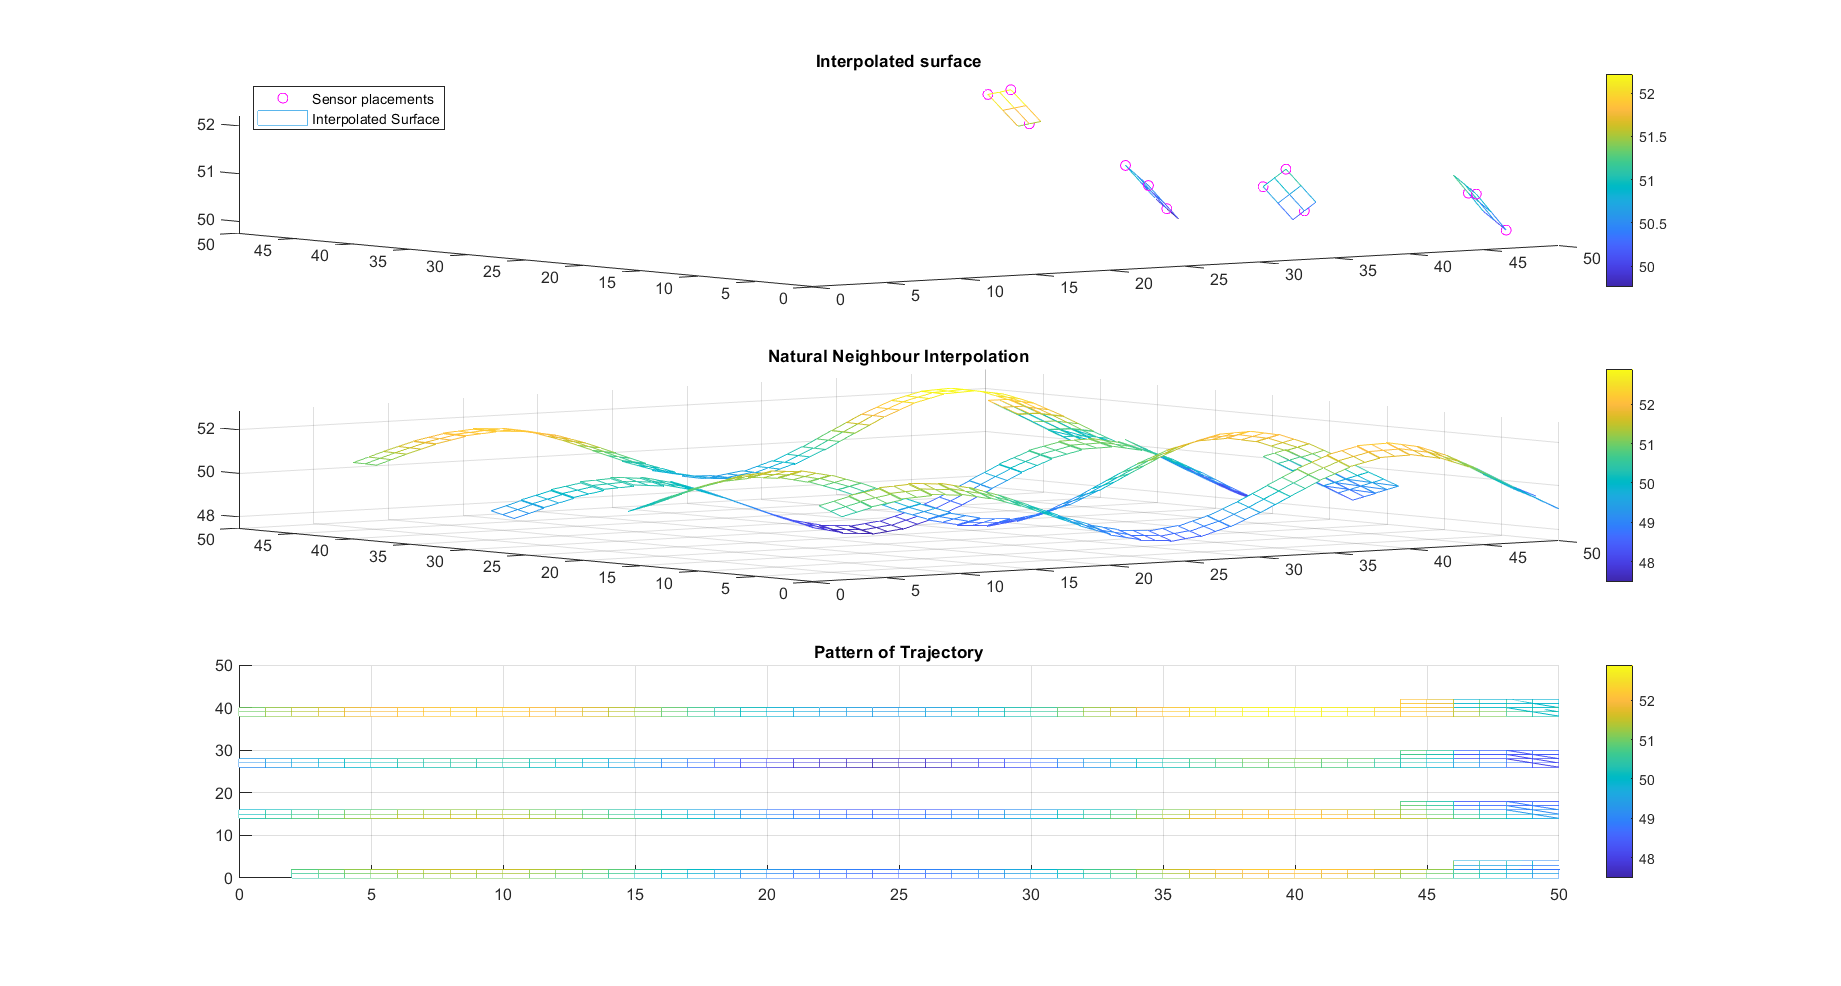 Interpolated surface
Sensor placements
Interpolated Surface
52
51
50
50 45 40 35 30 25 20 15 10 5 0
0 5 10 15 20 25 30 35 40 45 50
52
51.5
51
50.5
50
Natural Neighbour Interpolation
52
50
48
50 45 40 35 30 25 20 15 10 5 0
0 5 10 15 20 25 30 35 40 45 50
52
51
50
49
48
Pattern of Trajectory
50
40
30
20
10
0
0 5 10 15 20 25 30 35 40 45 50
52
51
50
49
48